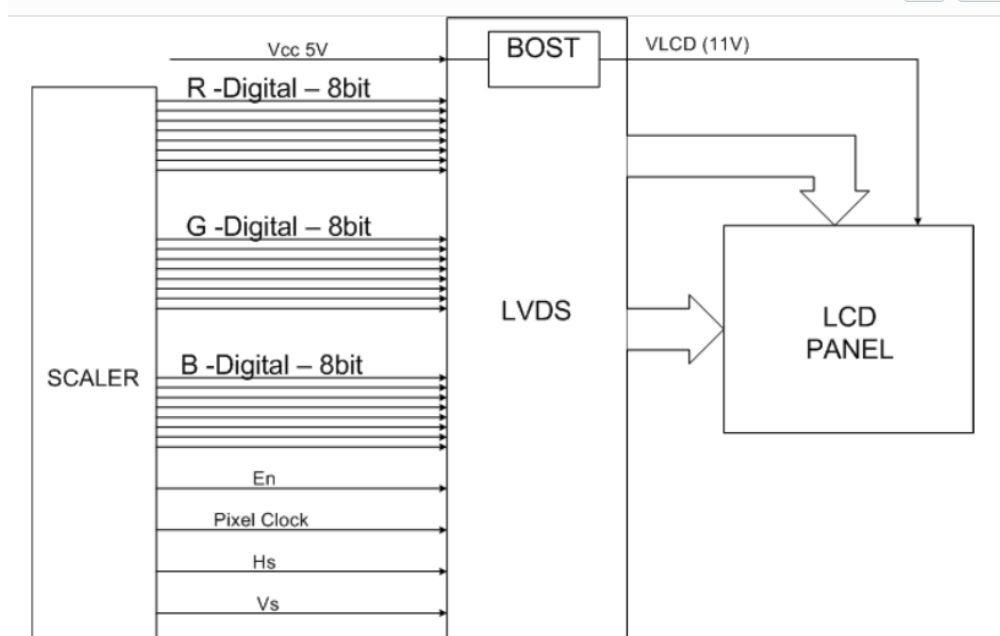 Vcc 5V
BOST
VLCD (11V)
R -Digital – 8bit
G -Digital – 8bit
LVDS
LCD
PANEL
B -Digital – 8bit
SCALER
En
Pixel Clock
Hs
Vs